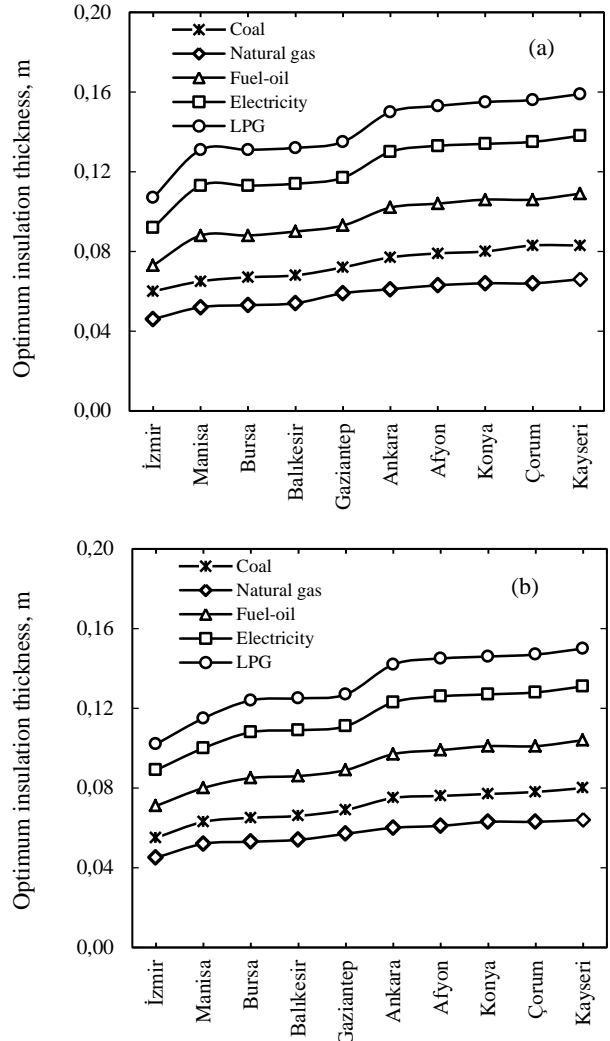 0,20
0,16
0,12
0,08
0,04
0,00
Optimum insulation thickness, m
Coal
Natural gas
Fuel-oil
Electricity
LPG
(a)
İzmir
Manisa
Bursa
Balıkesir
Gaziantep
Ankara
Afyon
Konya
Çorum
Kayseri
0,20
0,16
0,12
0,08
0,04
0,00
Optimum insulation thickness, m
Coal
Natural gas
Fuel-oil
Electricity
LPG
(b)
İzmir
Manisa
Bursa
Balıkesir
Gaziantep
Ankara
Afyon
Konya
Çorum
Kayseri